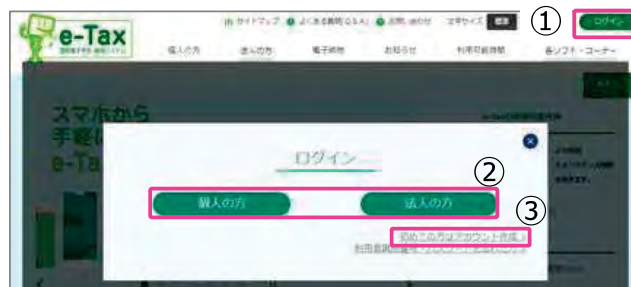 サイトマップ よくある質問(Q&A) お問い合わせ 文字サイズ 標準
① ログイン
e-Tax
国税電子申告・納税システム
個人の方 法人の方 電子納税 お知らせ 利用可能時間 各ソフト・コーナー
スマホから
手軽に
e-Ta
ログイン
②
個人の方 法人の方
③
初めての方はアカウント作成